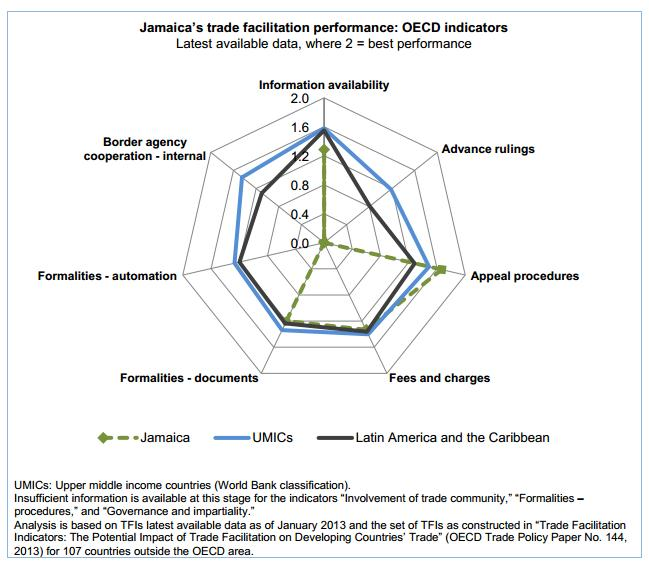 Jamaica's trade facilitation performance: OECD indicators
Latest available data, where 2 = best performance
Information availability
2.0
1.6
1.2
0.8
0.4
0.0
Border agency
cooperation - internal
Advance rulings
Formalities - automation
Appeal procedures
Formalities - documents
Fees and charges
Jamaica
UMICs
Latin America and the Caribbean
UMICs: Upper middle income countries (World Bank classification).
Insufficient information is available at this stage for the indicators “Involvement of trade community,” “Formalities –
procedures,” and “Governance and impartiality.”
Analysis is based on TFIs latest available data as of January 2013 and the set of TFIs as constructed in “Trade Facilitation
Indicators: The Potential Impact of Trade Facilitation on Developing Countries’ Trade” (OECD Trade Policy Paper No. 144,
2013) for 107 countries outside the OECD area.